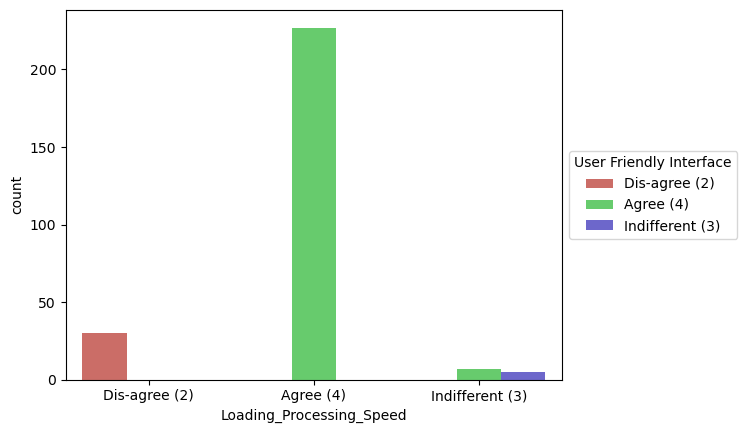 200
150
100
50
0
count
Dis-agree (2)
Agree (4)
Indifferent (3)
Loading_Processing_Speed
User Friendly Interface
Dis-agree (2)
Agree (4)
Indifferent (3)